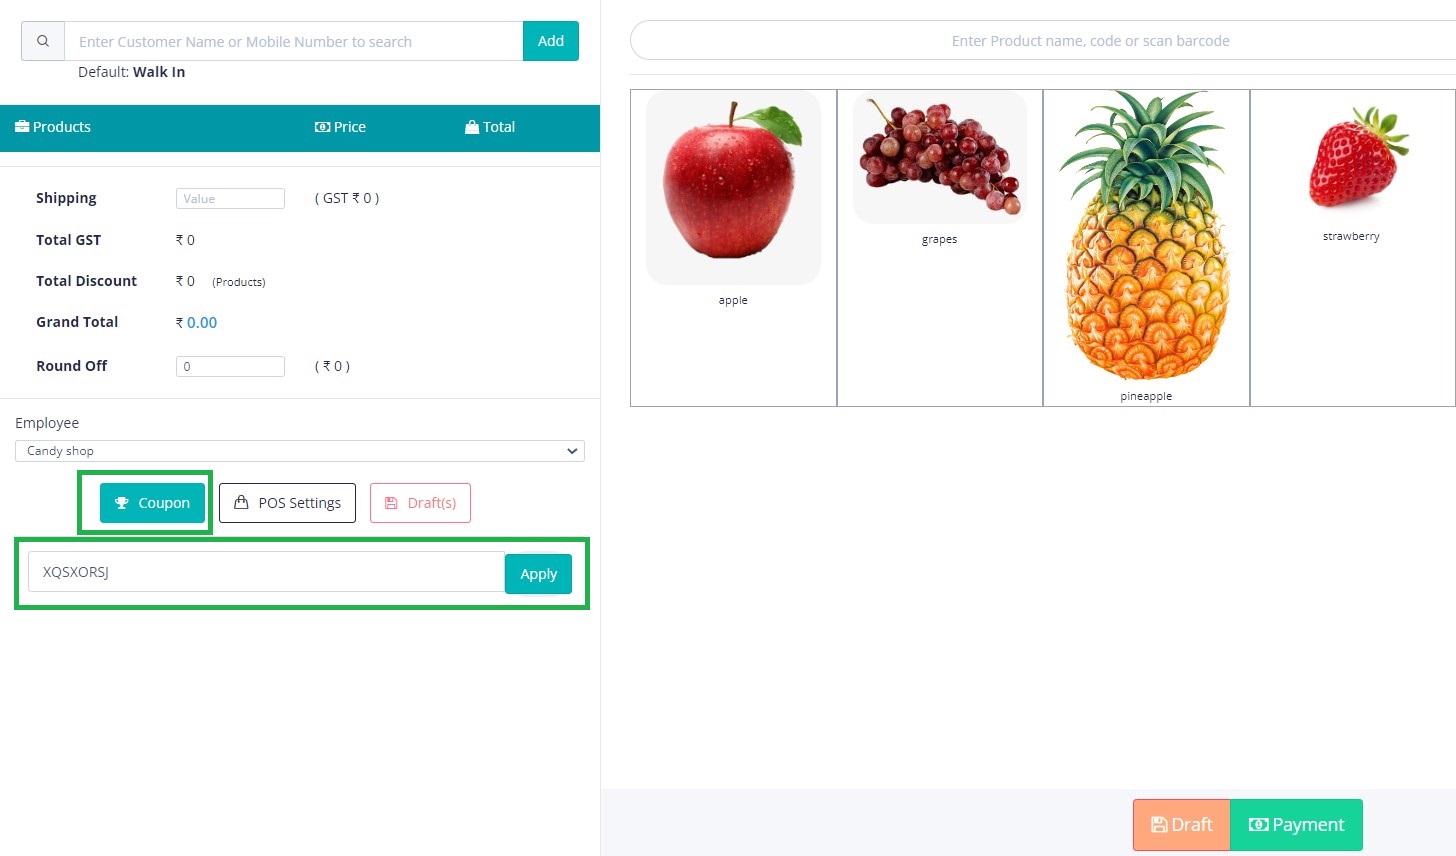 Enter Customer Name or Mobile Number to search Add
Default: Walk In
Products Price Total
Shipping Value ( GST ₹ 0 )
Total GST ₹ 0
Total Discount ₹ 0 (Products)
Grand Total ₹ 0.00
Round Off 0 ( ₹ 0 )
Employee
Candy shop
Coupon POS Settings Draft(s)
XQSXORSJ Apply
Enter Product name, code or scan barcode
apple
grapes
pineapple
strawberry
Draft Payment